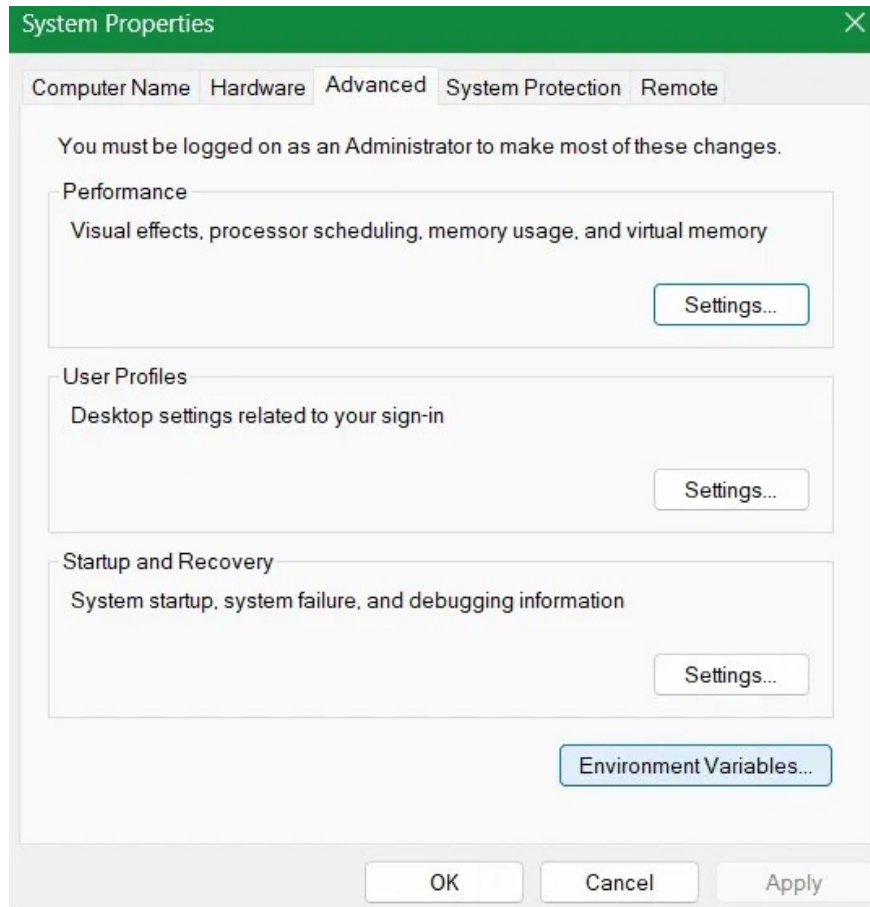 System Properties
Computer Name Hardware Advanced System Protection Remote
You must be logged on as an Administrator to make most of these changes.
Performance
Visual effects, processor scheduling, memory usage, and virtual memory
Settings...
User Profiles
Desktop settings related to your sign-in
Settings...
Startup and Recovery
System startup, system failure, and debugging information
Settings...
Environment Variables...
OK Cancel Apply